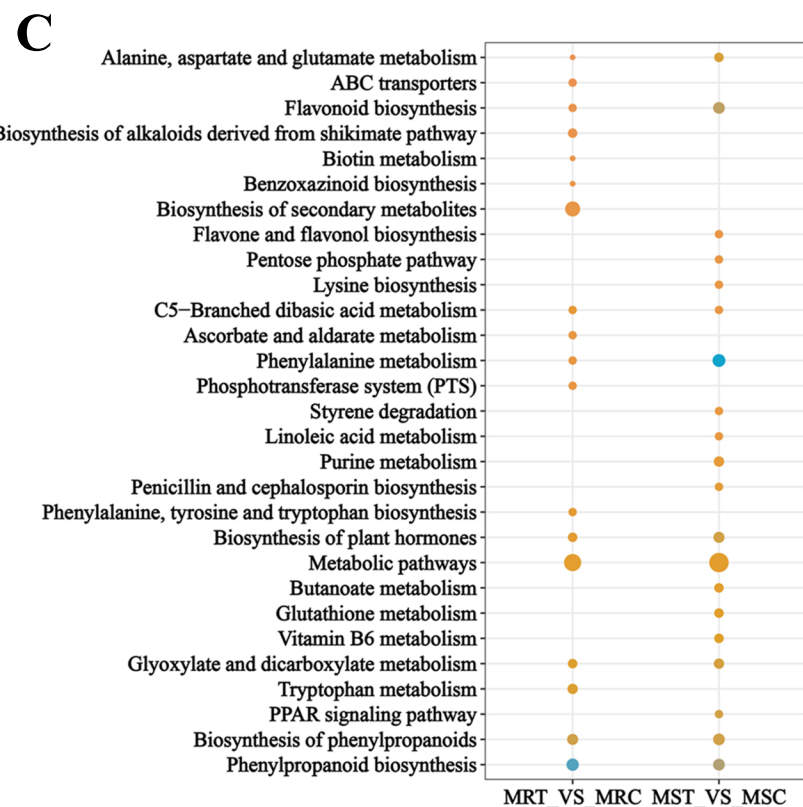 C
Alanine, aspartate and glutamate metabolism
ABC transporters
Flavonoid biosynthesis
Biosynthesis of alkaloids derived from shikimate pathway
Biotin metabolism
Benzoxazinoid biosynthesis
Biosynthesis of secondary metabolites
Flavone and flavonol biosynthesis
Pentose phosphate pathway
Lysine biosynthesis
C5−Branched dibasic acid metabolism
Ascorbate and aldarate metabolism
Phenylalanine metabolism
Phosphotransferase system (PTS)
Styrene degradation
Linoleic acid metabolism
Purine metabolism
Penicillin and cephalosporin biosynthesis
Phenylalanine, tyrosine and tryptophan biosynthesis
Biosynthesis of plant hormones
Metabolic pathways
Butanoate metabolism
Glutathione metabolism
Vitamin B6 metabolism
Glyoxylate and dicarboxylate metabolism
Tryptophan metabolism
PPAR signaling pathway
Biosynthesis of phenylpropanoids
Phenylpropanoid biosynthesis
MRT_VS_MRC MST_VS_MSC